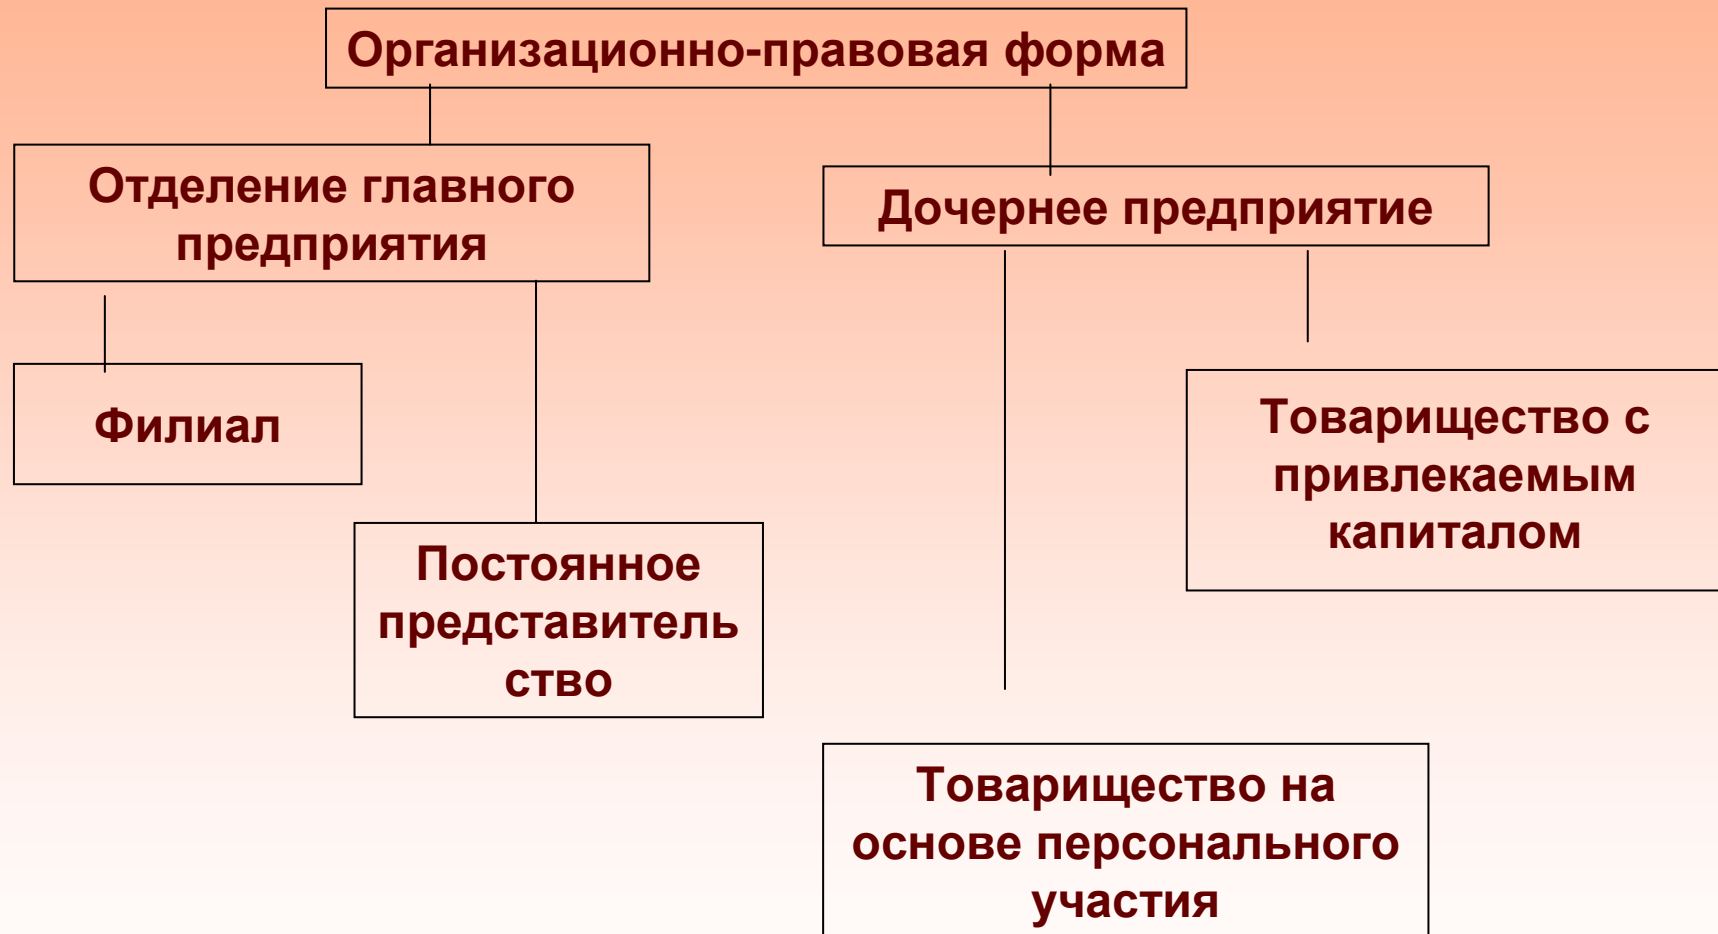 Организационно-правовая форма
Отделение главного
предприятия
Дочернее предприятие
Филиал
Товарищество с
привлекаемым
капиталом
Постоянное
представитель
ство
Товарищество на
основе персонального
участия